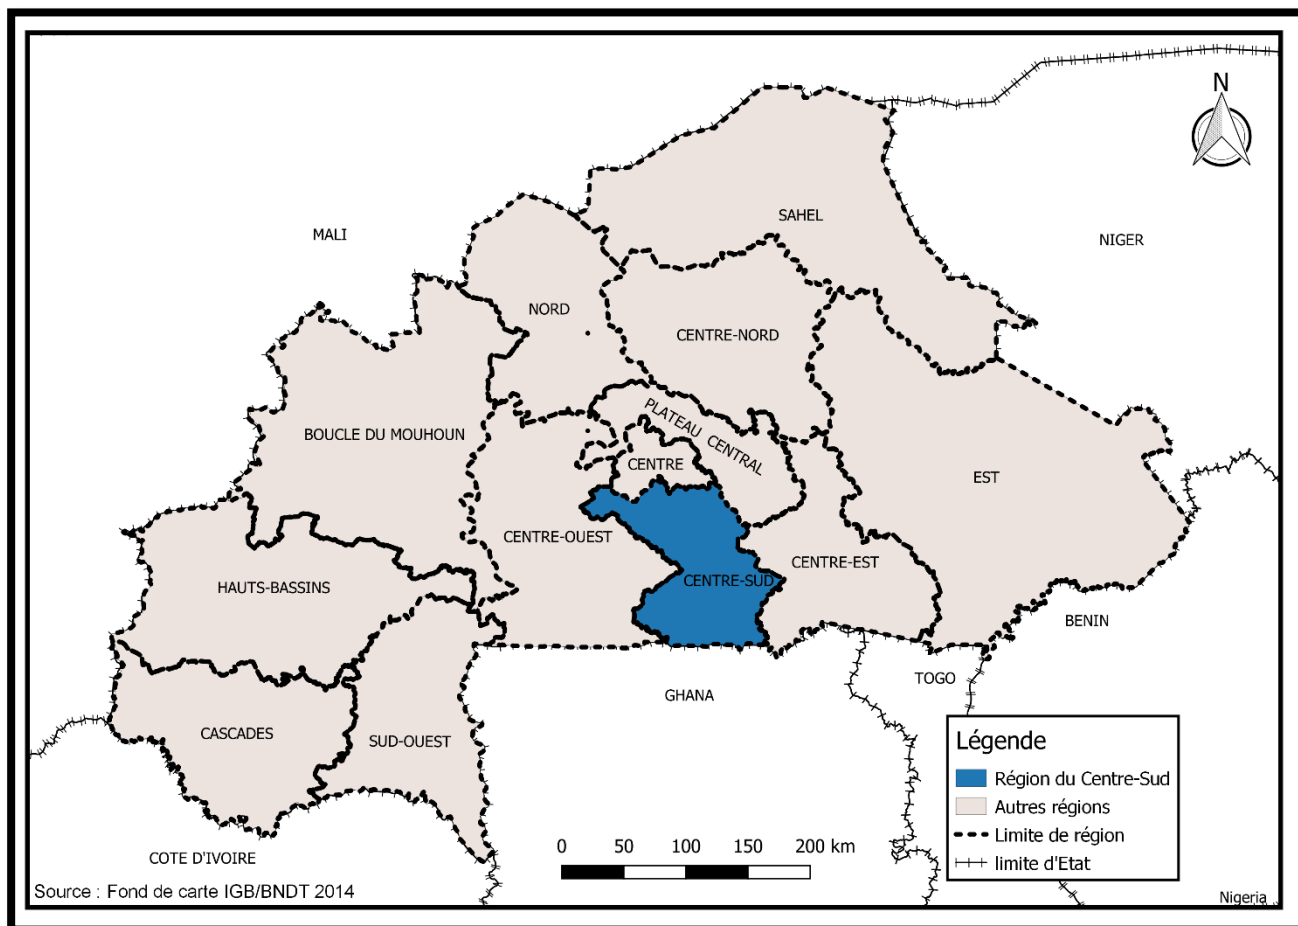 N
SAHEL
MALI
NIGER
NORD
CENTRE-NORD
PLATEAU CENTRAL
BOUCLE DU MOUHOUN
CENTRE
EST
CENTRE-OUEST
CENTRE-EST
CENTRE-SUD
HAUTS-BASSINS
BENIN
TOGO
GHANA
CASCADES
SUD-OUEST
Légende
Région du Centre-Sud
Autres régions
Limite de région
limite d'Etat
0 50 100 150 200 km
COTE D'IVOIRE
Source : Fond de carte IGB/BNDT 2014
Nigeria